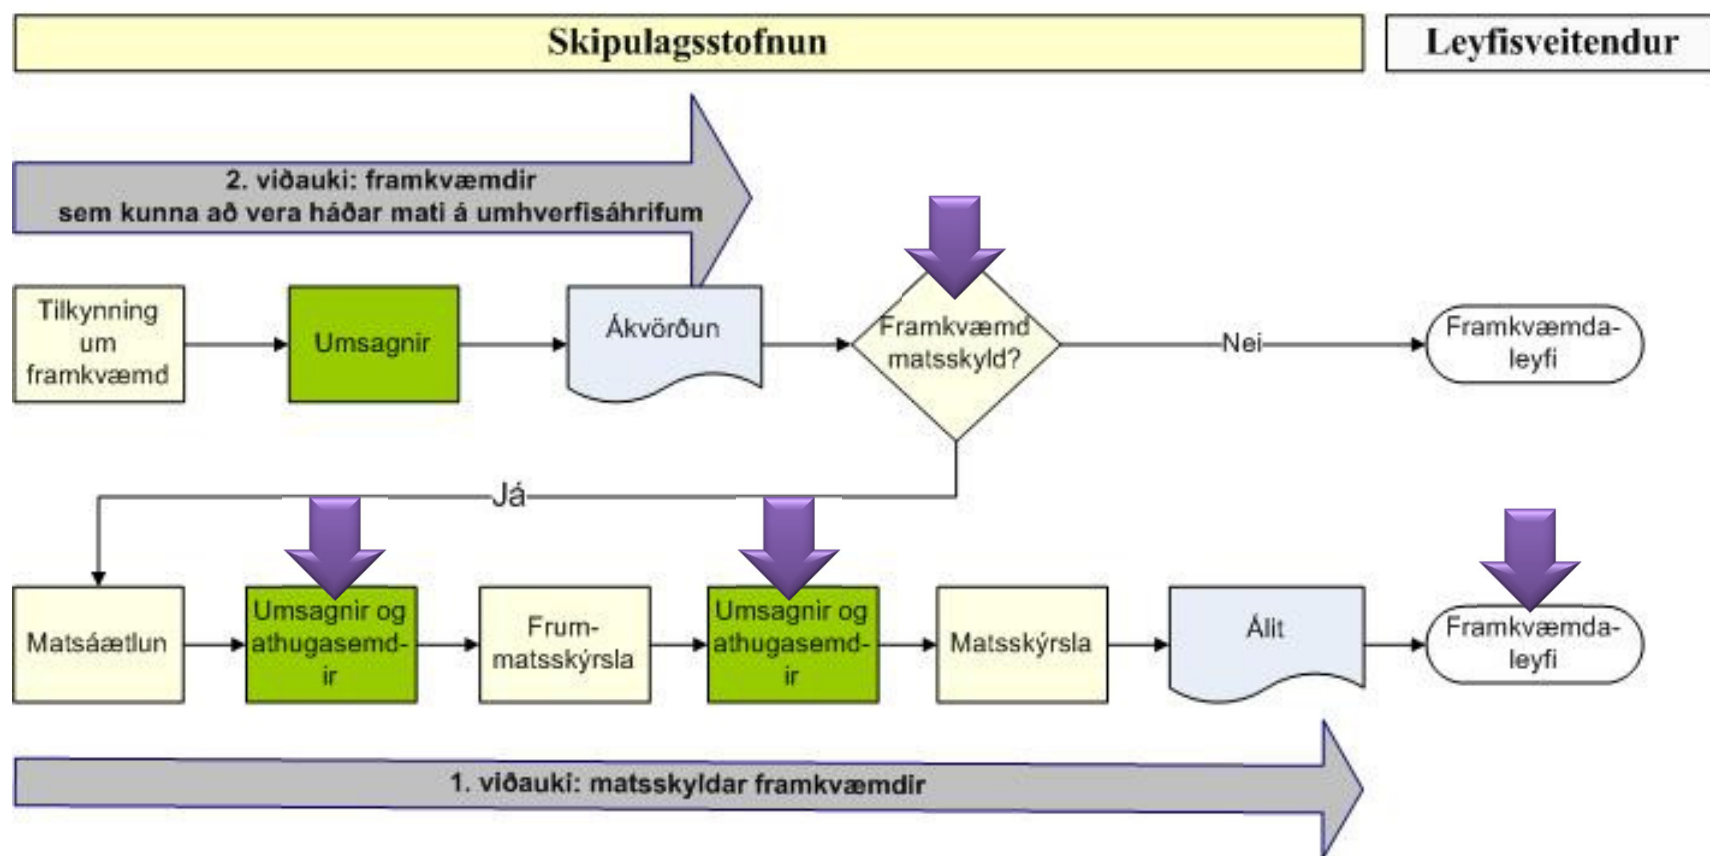 Skipulagsstofnun
Leyfisveitendur
2. viðauki: framkvæmdir
sem kunna að vera háðar mati á umhverfisáhrifum
Tilkynning
um
framkvæmd
Umsagnir
Ákvörðun
Framkvæmd
matsskyld?
Nei
Framkvæmda-
leyfi
Já
Matsáætlun
Umsagnir og
athugasemd-
ir
Frum-
matsskýrsla
Umsagnir og
athugasemd-
ir
Matsskýrsla
Álit
Framkvæmda-
leyfi
1. viðauki: matsskyldar framkvæmdir